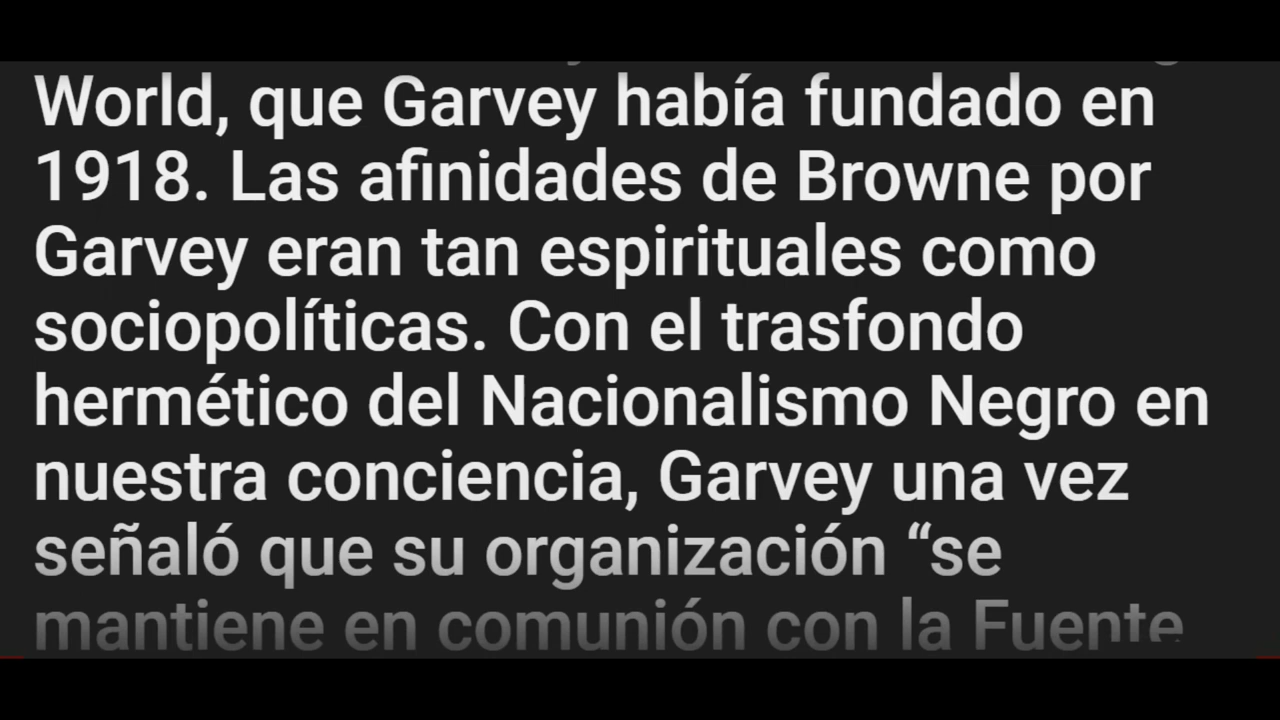 World, que Garvey había fundado en
1918. Las afinidades de Browne por
Garvey eran tan espirituales como
sociopolíticas. Con el trasfondo
hermético del Nacionalismo Negro en
nuestra conciencia, Garvey una vez
señaló que su organización “se
mantiene en comunión con la Fuente